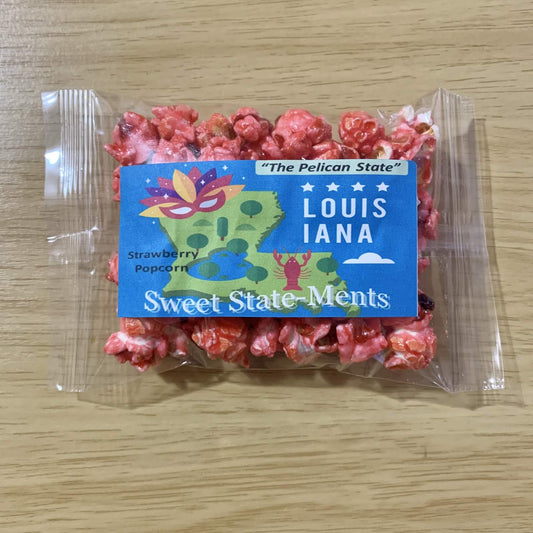 "The Pelican State"
LOUIS
IANA
Strawberry
Popcorn
Sweet State-Ments